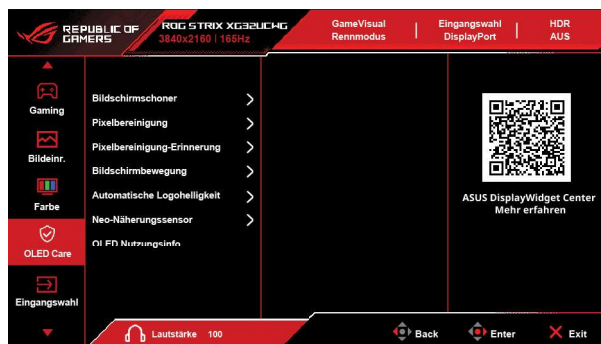 REPUBLIC OF
GAMERS
ROG STRIX XG32UCWG
3840x2160 | 165Hz
GameVisual
Rennmodus
Eingangswahl
DisplayPort
HDR
AUS
Gaming
Bildeinr.
Farbe
OLED Care
Eingangswahl
Bildschirmschoner
Pixelbereinigung
Pixelbereinigung-Erinnerung
Bildschirmbewegung
Automatische Logohelligkeit
Neo-Näherungssensor
OLED Nutzungsinfo
ASUS DisplayWidget Center
Mehr erfahren
Lautstärke 100
Back
Enter
Exit